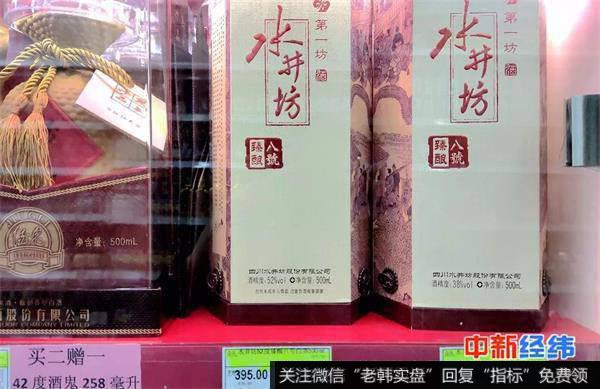 第一坊
水井坊
臻酿
八號
四川水井坊股份有限公司
酒精度:52%vol 净含量:500mL
第一坊
水井坊
臻酿
八號
四川水井坊股份有限公司
酒精度:38%vol 净含量:500mL
净含量:500mL
股份有限公司
UOR COMPANY LIMITED
买二赠一
42 度酒鬼 258 毫升
395.00
中新经纬
关注微信“老韩实盘”回复“指标”免费领